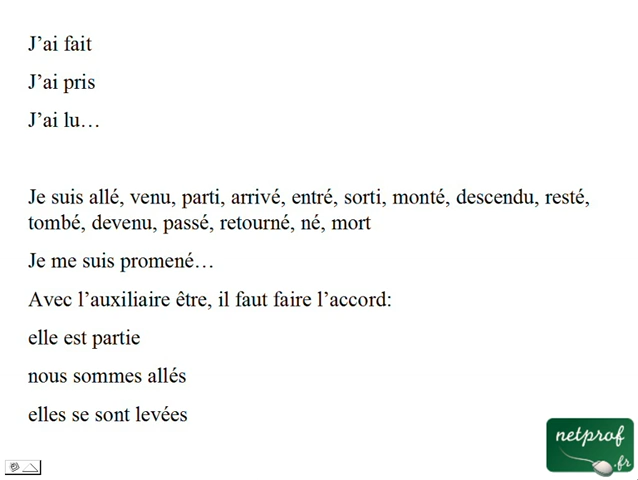 J’ai fait
J’ai pris
J’ai lu…
Je suis allé, venu, parti, arrivé, entré, sorti, monté, descendu, resté,
tombé, devenu, passé, retourné, né, mort
Je me suis promené…
Avec l’auxiliaire être, il faut faire l’accord:
elle est partie
nous sommes allés
elles se sont levées
netprof
.fr